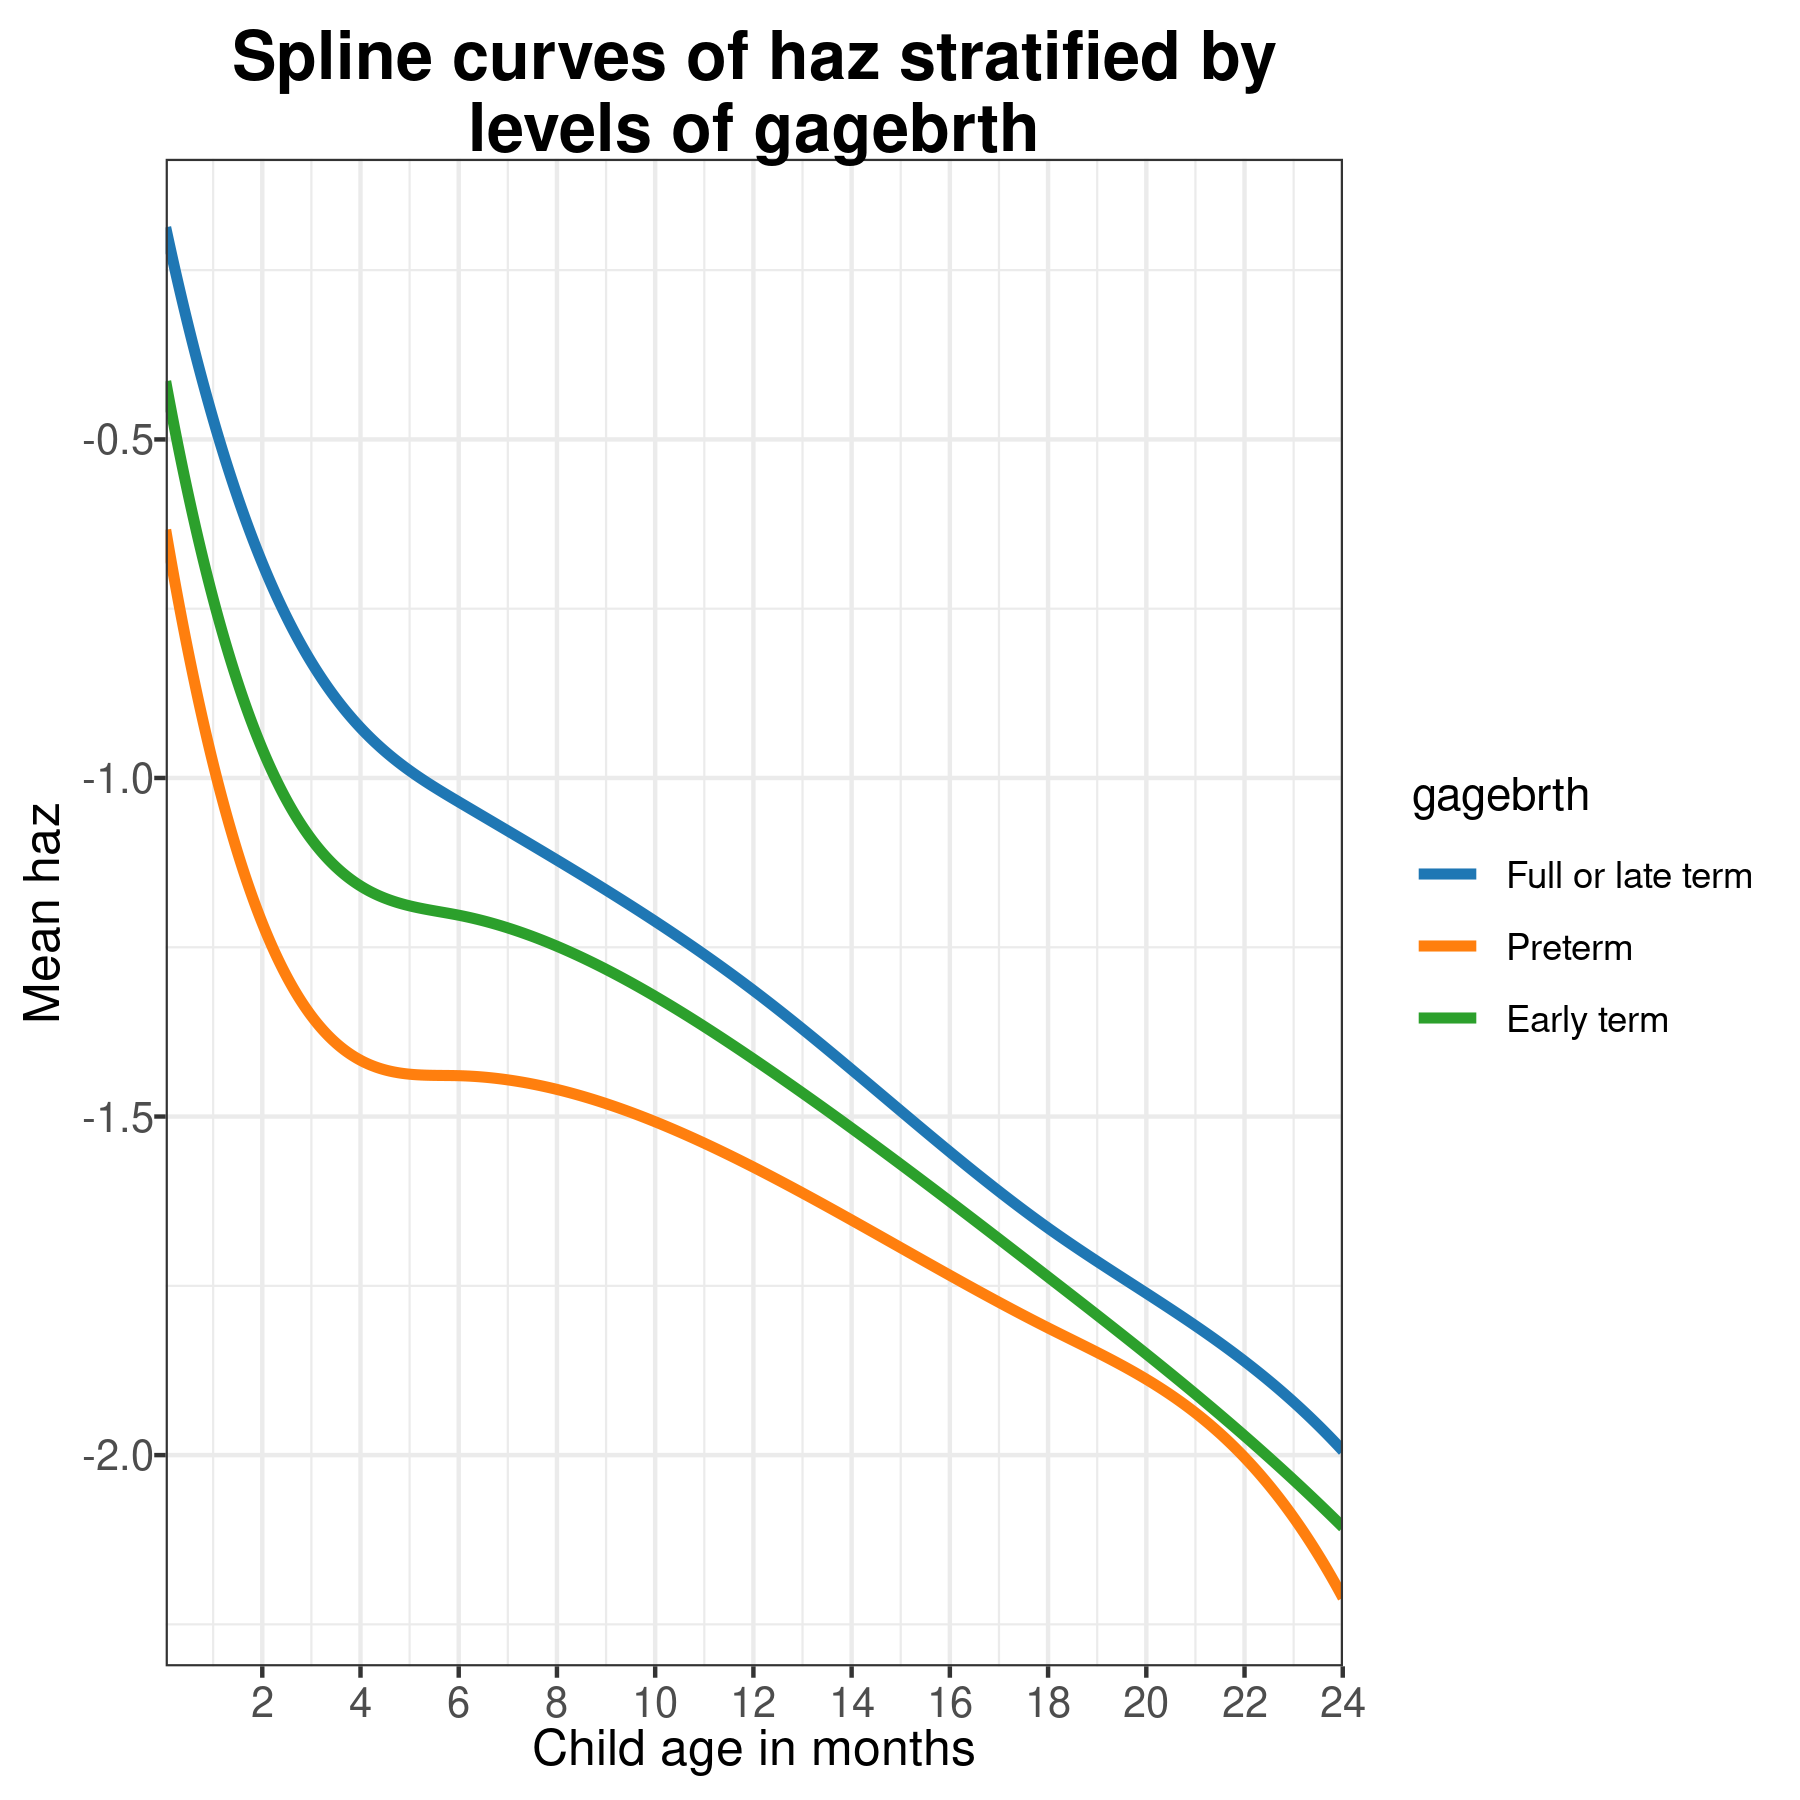 Spline curves of haz stratified by
levels of gagebrth
Mean haz
-0.5
-1.0
-1.5
-2.0
2 4 6 8 10 12 14 16 18 20 22 24
Child age in months
gagebrth
Full or late term
Preterm
Early term